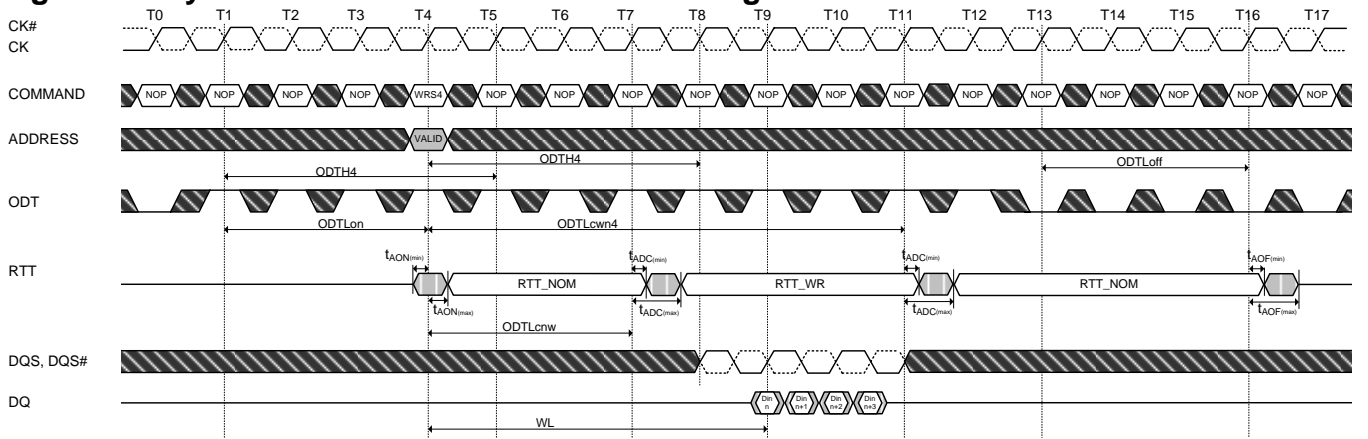 T0 T1 T2 T3 T4 T5 T6 T7 T8 T9 T10 T11 T12 T13 T14 T15 T16 T17
CK#
CK
COMMAND NOP NOP NOP NOP WRS4 NOP NOP NOP NOP NOP NOP NOP NOP NOP NOP NOP NOP NOP
ADDRESS VALID
ODTH4 ODTLoff
ODTH4
ODT
ODTLon ODTLcwn4
tAON(min) tADC(min) tADC(min) tAOF(min)
RTT RTT_NOM RTT_WR RTT_NOM
tAON(max) tADC(max) tADC(max) tAOF(max)
ODTLcnw
DQS, DQS#
DQ Din n Din n+1 Din n+2 Din n+3
WL